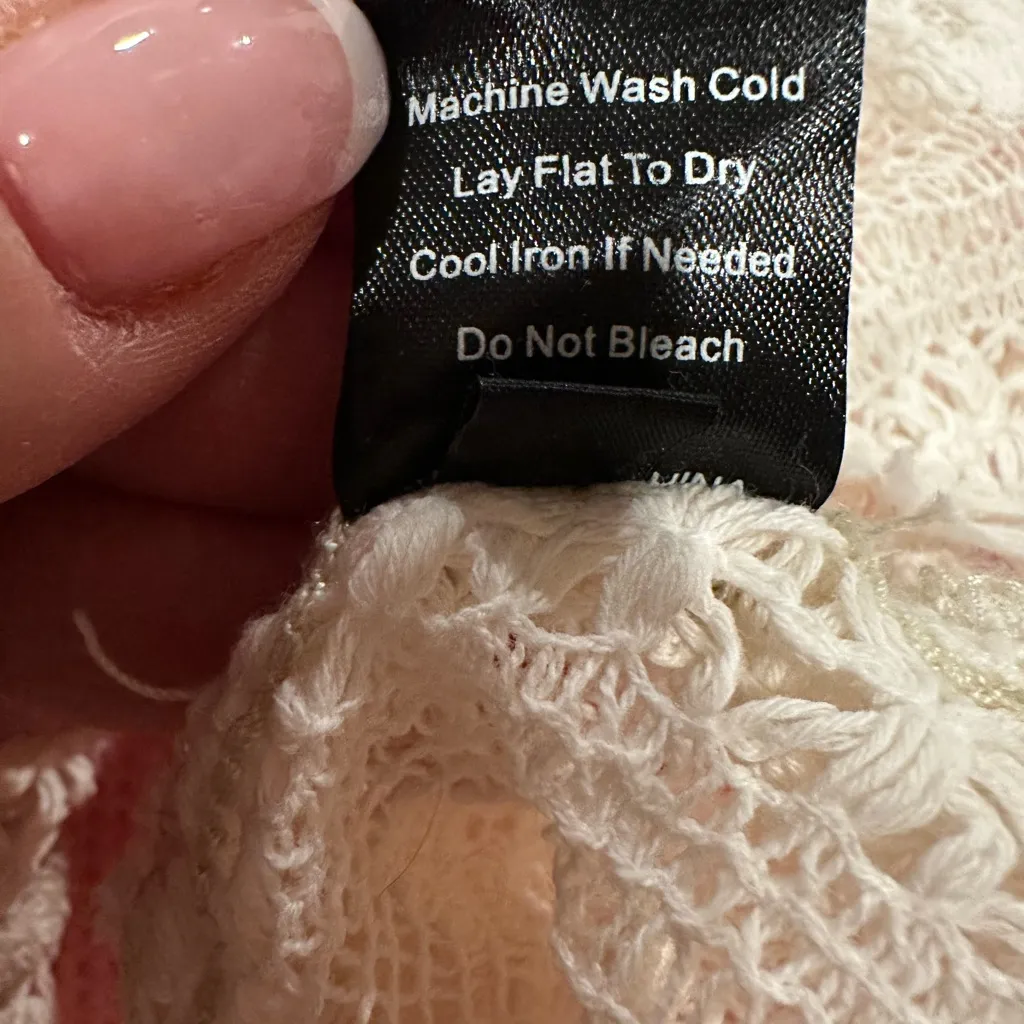 Machine Wash Cold
Lay Flat To Dry
Cool Iron If Needed
Do Not Bleach